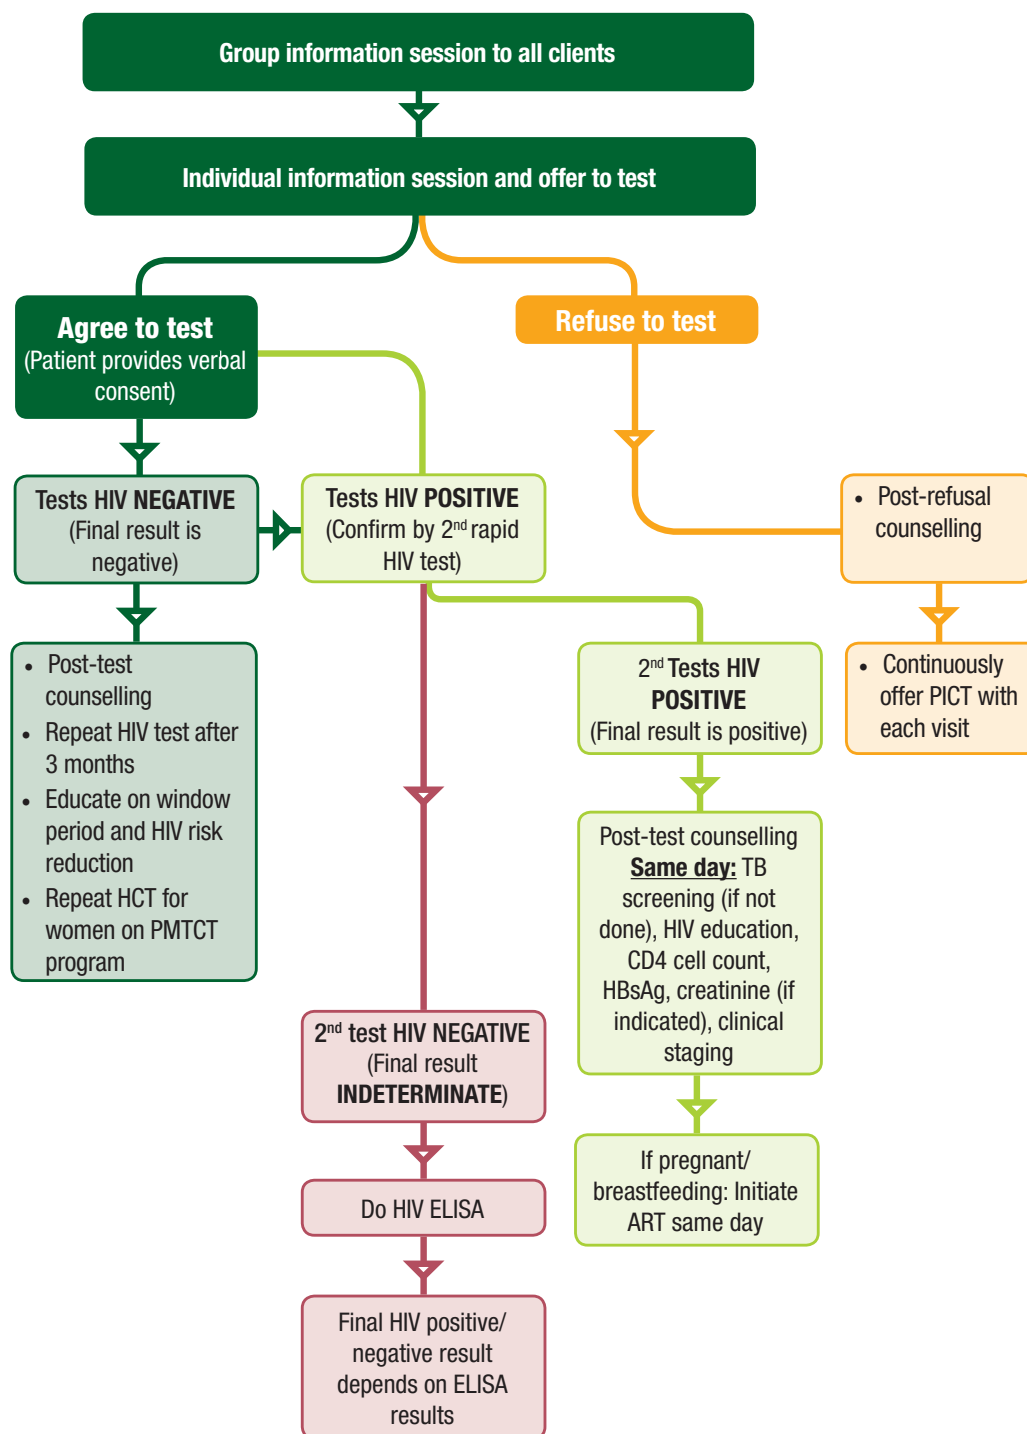 Group information session to all clients
Individual information session and offer to test
Agree to test
(Patient provides verbal
consent)
Refuse to test
Tests HIV NEGATIVE
(Final result is
negative)
Tests HIV POSITIVE
(Confirm by 2nd rapid
HIV test)
• Post-refusal
counselling
• Post-test
counselling
• Repeat HIV test after
3 months
• Educate on window
period and HIV risk
reduction
• Repeat HCT for
women on PMTCT
program
2nd Tests HIV
POSITIVE
(Final result is positive)
• Continuously
offer PICT with
each visit
Post-test counselling
Same day: TB
screening (if not
done), HIV education,
CD4 cell count,
HBsAg, creatinine (if
indicated), clinical
staging
2nd test HIV NEGATIVE
(Final result
INDETERMINATE)
If pregnant/
breastfeeding: Initiate
ART same day
Do HIV ELISA
Final HIV positive/
negative result
depends on ELISA
results